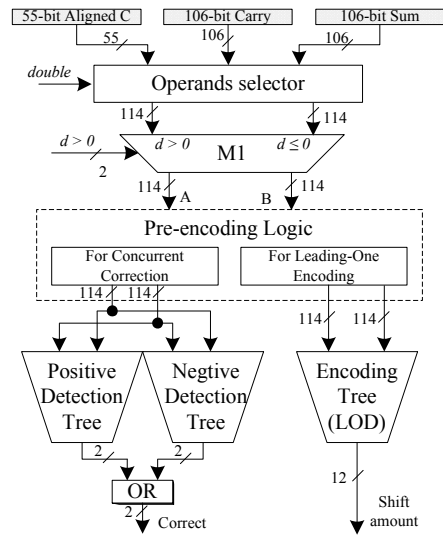 55-bit Aligned C 106-bit Carry 106-bit Sum
55 106 106
double
Operands selector
114 114
d > 0 d > 0 d ≤ 0
M1
2
114 A B 114
Pre-encoding Logic
For Concurrent Correction
For Leading-One Encoding
114 114
114 114
Positive Detection Tree
Negtive Detection Tree
Encoding Tree (LOD)
2 2
OR
12
2
Correct
Shift amount